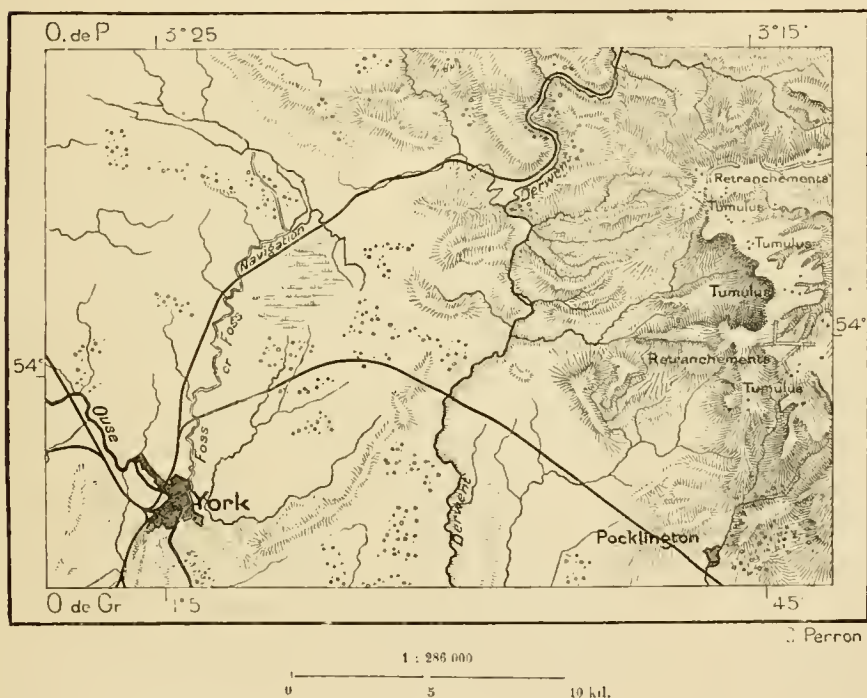 O. de P
3°25
3°15'
Derwent
Retranchements
Tumulus
Navigation
Tumulus
Tumulus
or Foss
54°
Retranchements
54°
Tumulus
Ouse
Foss
York
Derwent
Pocklington
O de Gr
1°5
45'
C. Perron
1 : 286 000
0 5 10 kil.